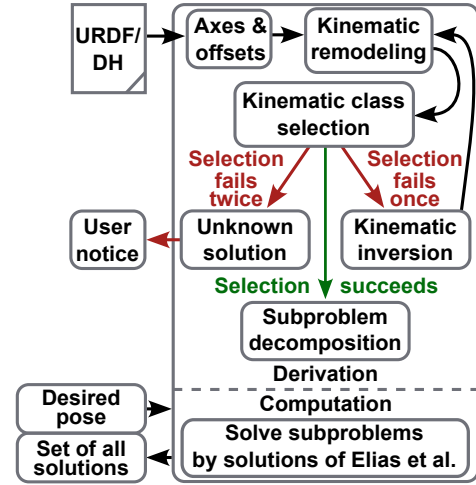 URDF/
DH
Axes &
offsets
Kinematic
remodeling
Kinematic class
selection
Selection
fails
twice
Selection
fails
once
User
notice
Unknown
solution
Kinematic
inversion
Selection succeeds
Subproblem
decomposition
Derivation
Computation
Desired
pose
Set of all
solutions
Solve subproblems
by solutions of Elias et al.